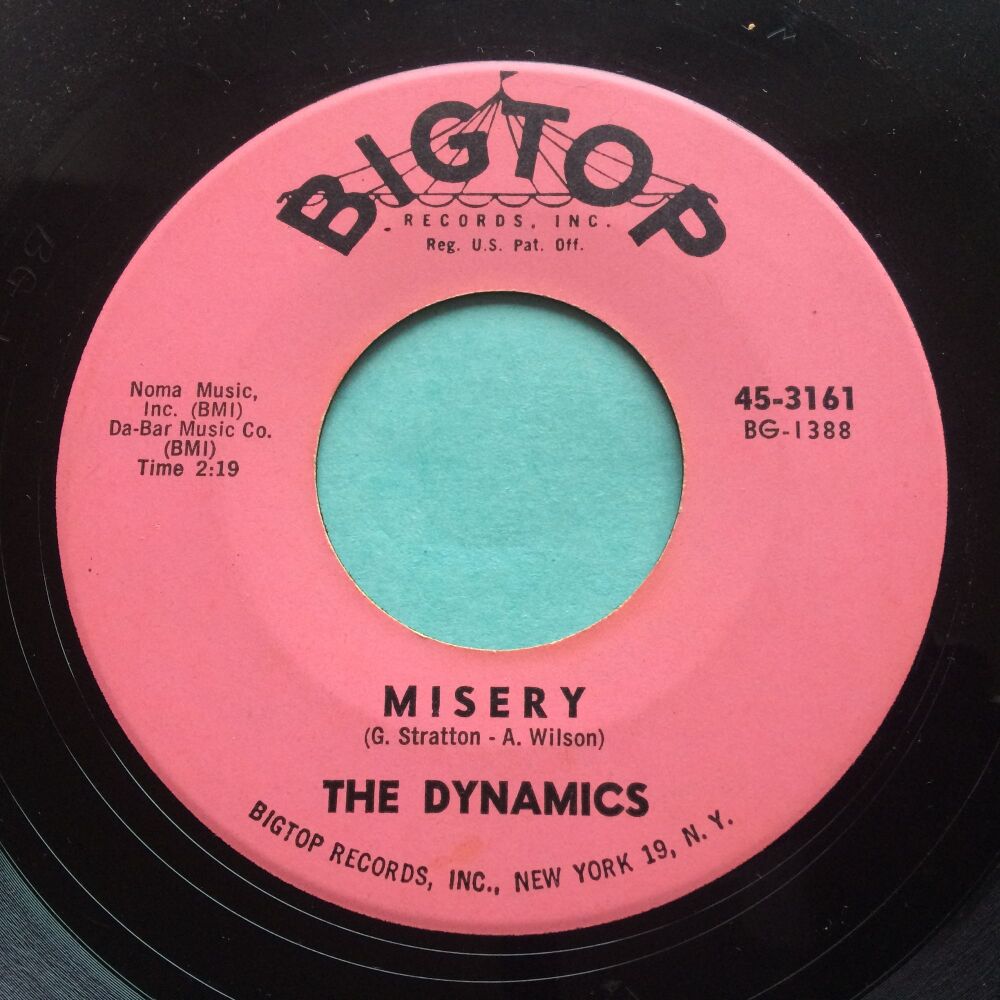 BIGTOP
RECORDS, INC.
Reg. U.S. Pat. Off.
Noma Music,
Inc. (BMI)
Da-Bar Music Co.
(BMI)
Time 2:19
45-3161
BG-1388
MISERY
(G. Stratton - A. Wilson)
THE DYNAMICS
BIGTOP RECORDS, INC., NEW YORK 19, N. Y.